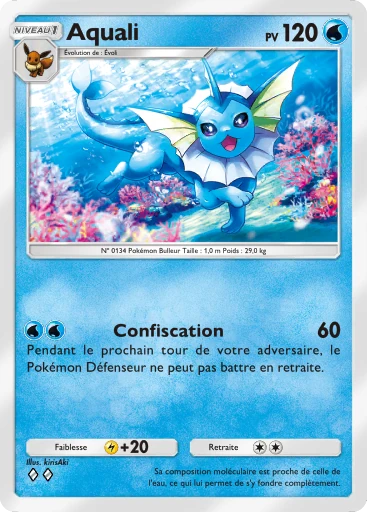 NIVEAU 1
Aquali
PV 120
Évolution de : Évoli
N° 0134 Pokémon Bulleur Taille : 1,0 m Poids : 29,0 kg
Confiscation 60
Pendant le prochain tour de votre adversaire, le
Pokémon Défenseur ne peut pas battre en retraite.
Faiblesse +20 Retraite
Illus. kirisAki
Sa composition moléculaire est proche de celle de
l'eau, ce qui lui permet de s'y fondre complètement.